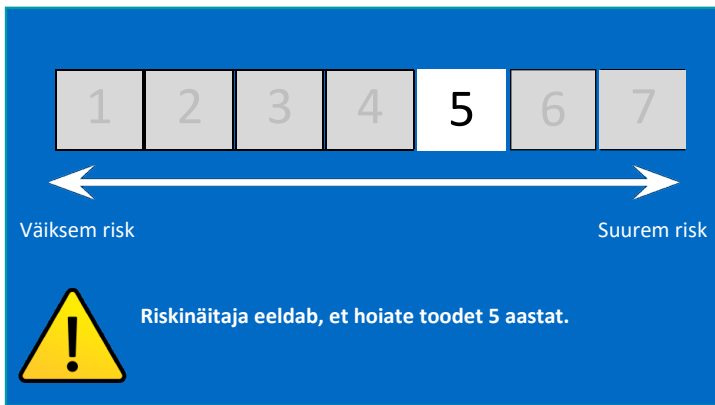 1 2 3 4 5 6 7
Väiksem risk Suurem risk
Riskinäitaja eeldab, et hoiate toodet 5 aastat.